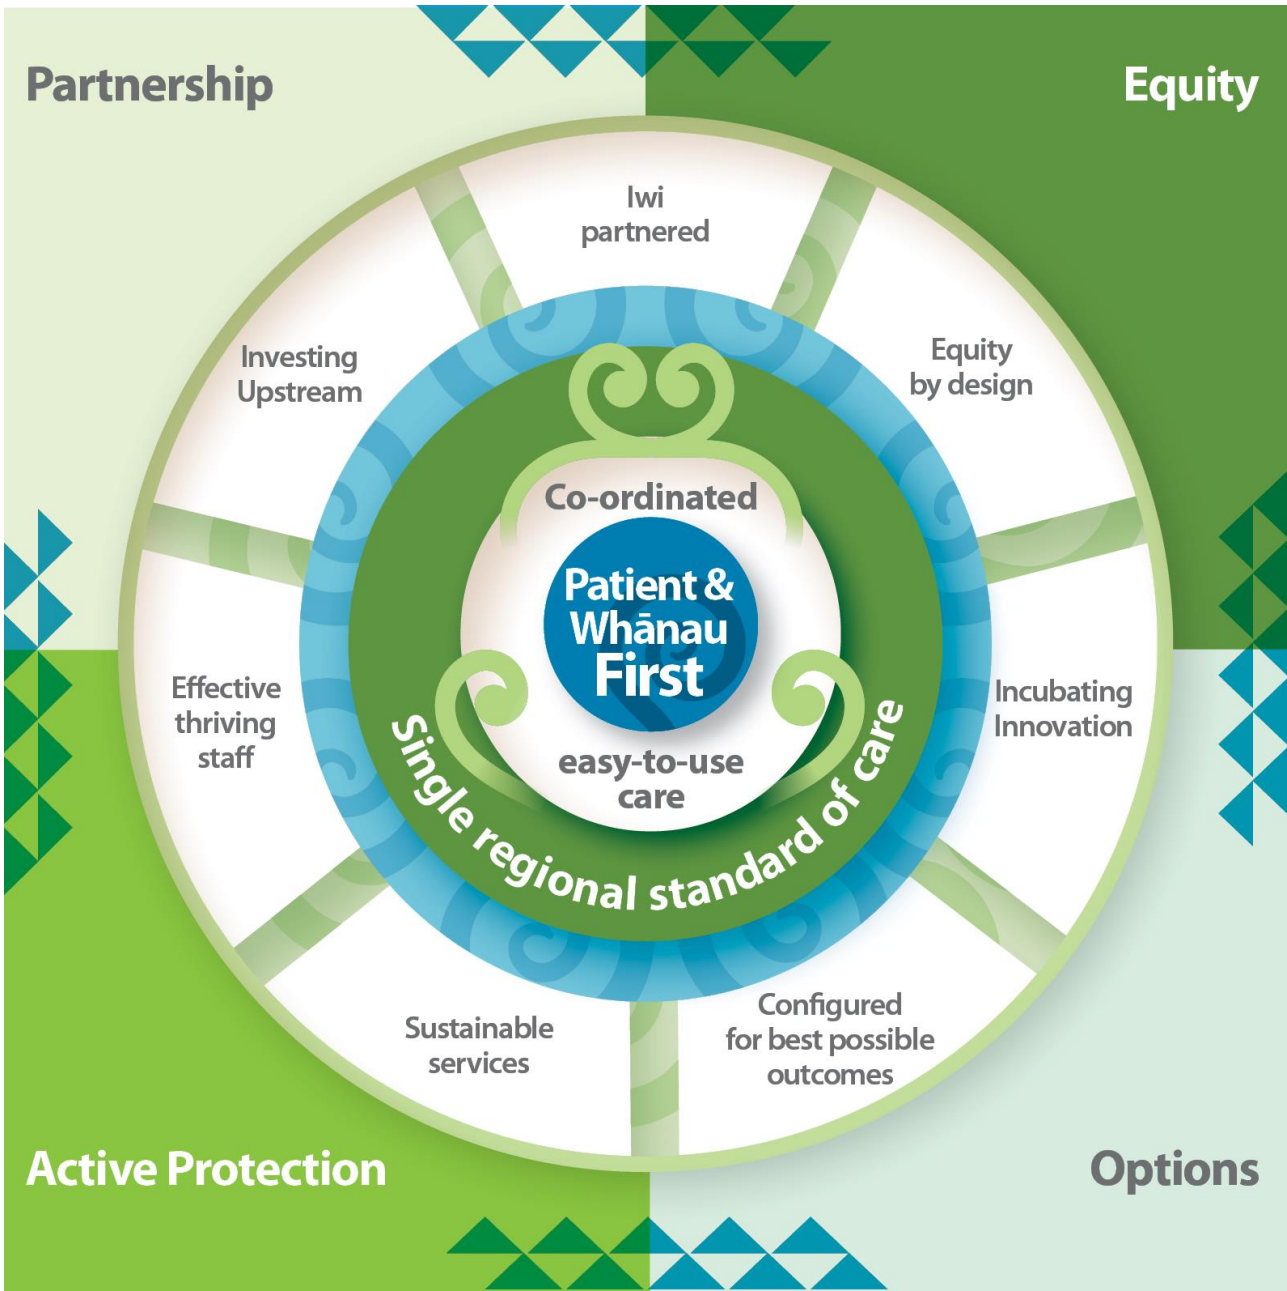 Partnership
Equity
Iwi
partnered
Equity
by design
Incubating
Innovation
Configured
for best possible
outcomes
Sustainable
services
Effective
thriving
staff
Investing
Upstream
Co-ordinated
Patient &
Whānau
First
easy-to-use
care
Single regional standard of care
Active Protection
Options